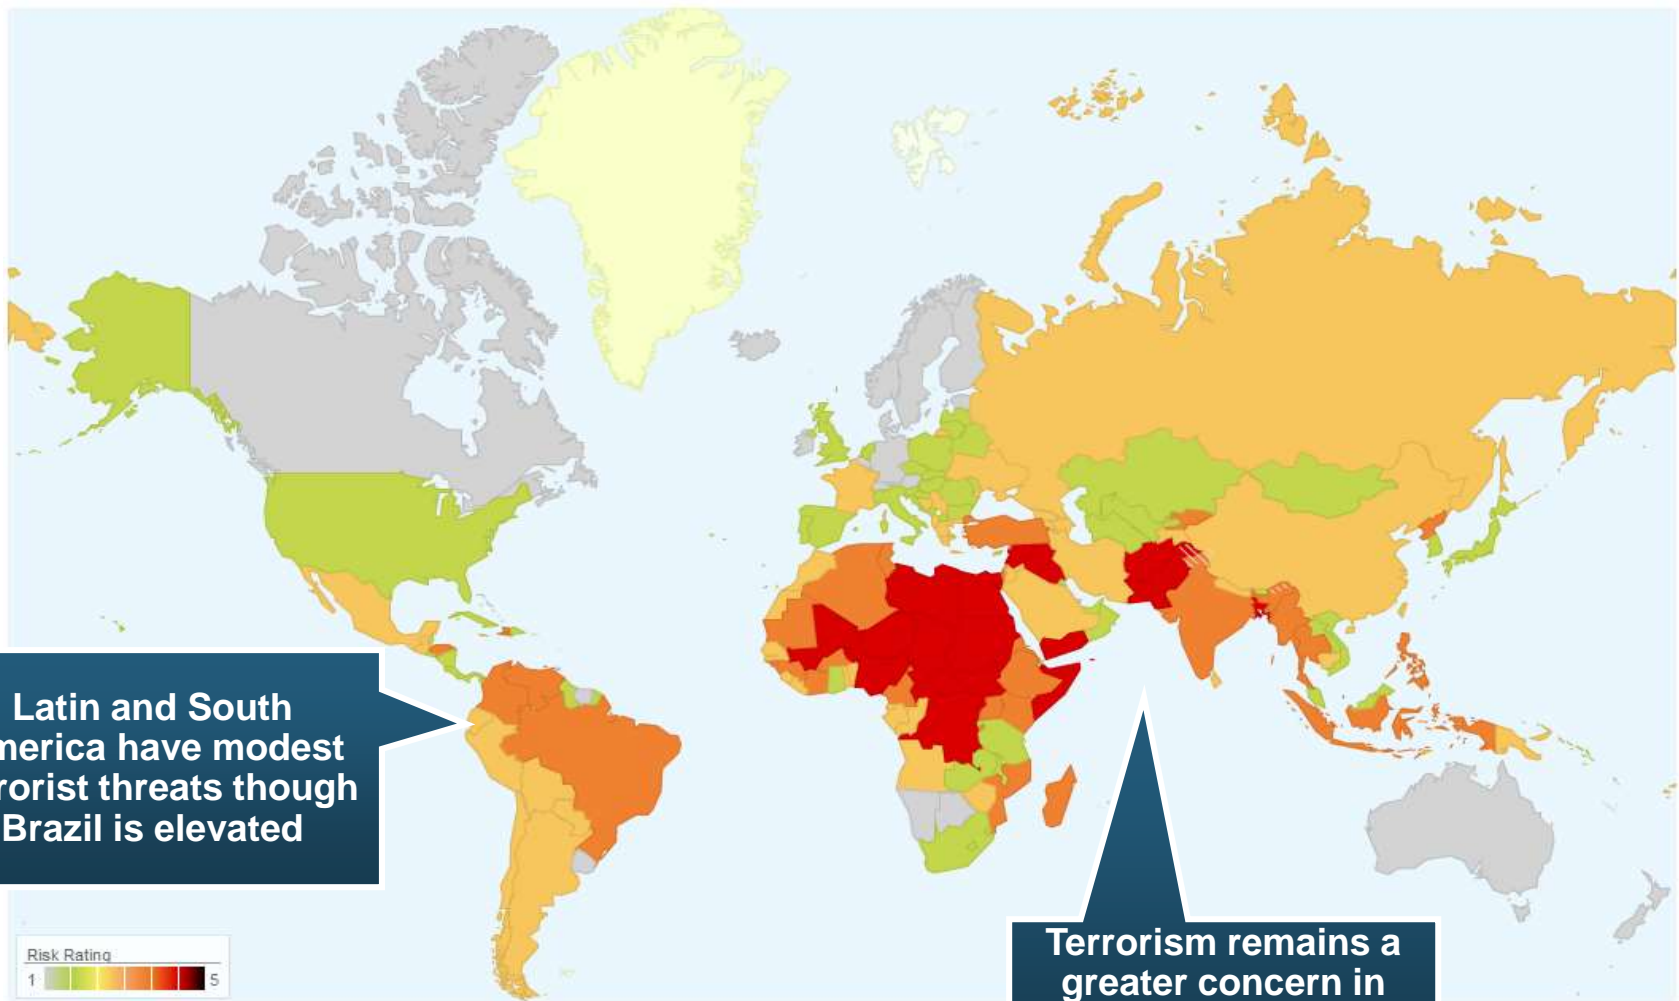 Latin and South
merica have modest
rrorist threats though
Brazil is elevated
Terrorism remains a
greater concern in
Risk Rating
1 5